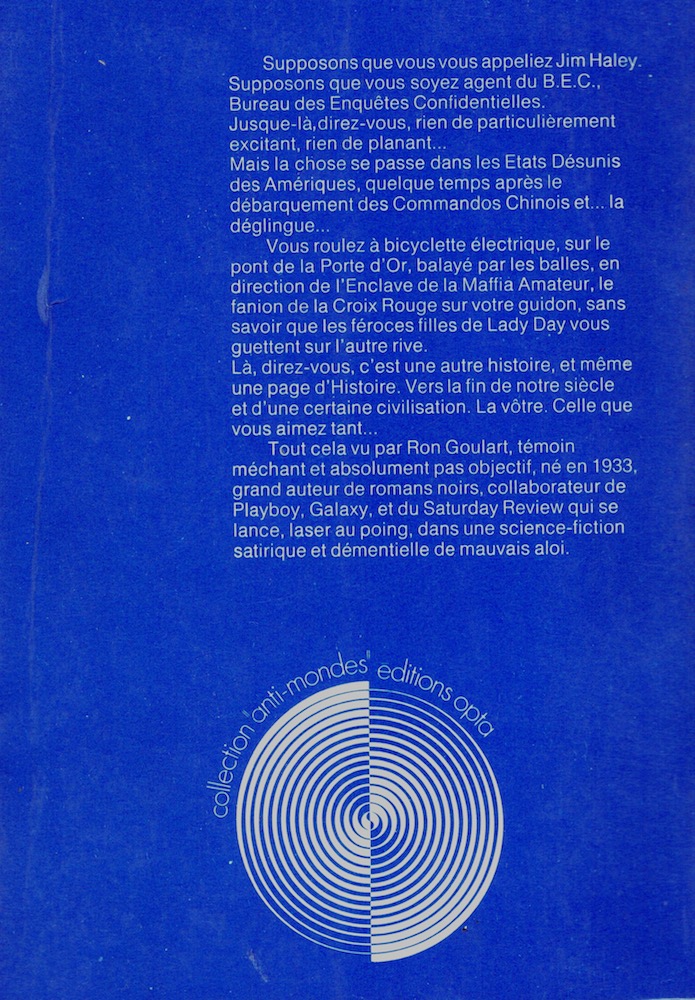 Supposons que vous vous appeliez Jim Haley.
Supposons que vous soyez agent du B.E.C.,
Bureau des Enquêtes Confidentielles.
Jusque-là, direz-vous, rien de particulièrement
excitant, rien de planant...
Mais la chose se passe dans les Etats Désunis
des Amériques, quelque temps après le
débarquement des Commandos Chinois et... la
déglingue...
Vous roulez à bicyclette électrique, sur le
pont de la Porte d'Or, balayé par les balles, en
direction de l'Enclave de la Maffia Amateur, le
fanion de la Croix Rouge sur votre guidon, sans
savoir que les féroces filles de Lady Day vous
guettent sur l'autre rive.
Là, direz-vous, c'est une autre histoire, et même
une page d'Histoire. Vers la fin de notre siècle
et d'une certaine civilisation. La vôtre. Celle que
vous aimez tant...
Tout cela vu par Ron Goulart, témoin
méchant et absolument pas objectif, né en 1933,
grand auteur de romans noirs, collaborateur de
Playboy, Galaxy, et du Saturday Review qui se
lance, laser au poing, dans une science-fiction
satirique et démentielle de mauvais aloi.
collection "anti-mondes" editions opta